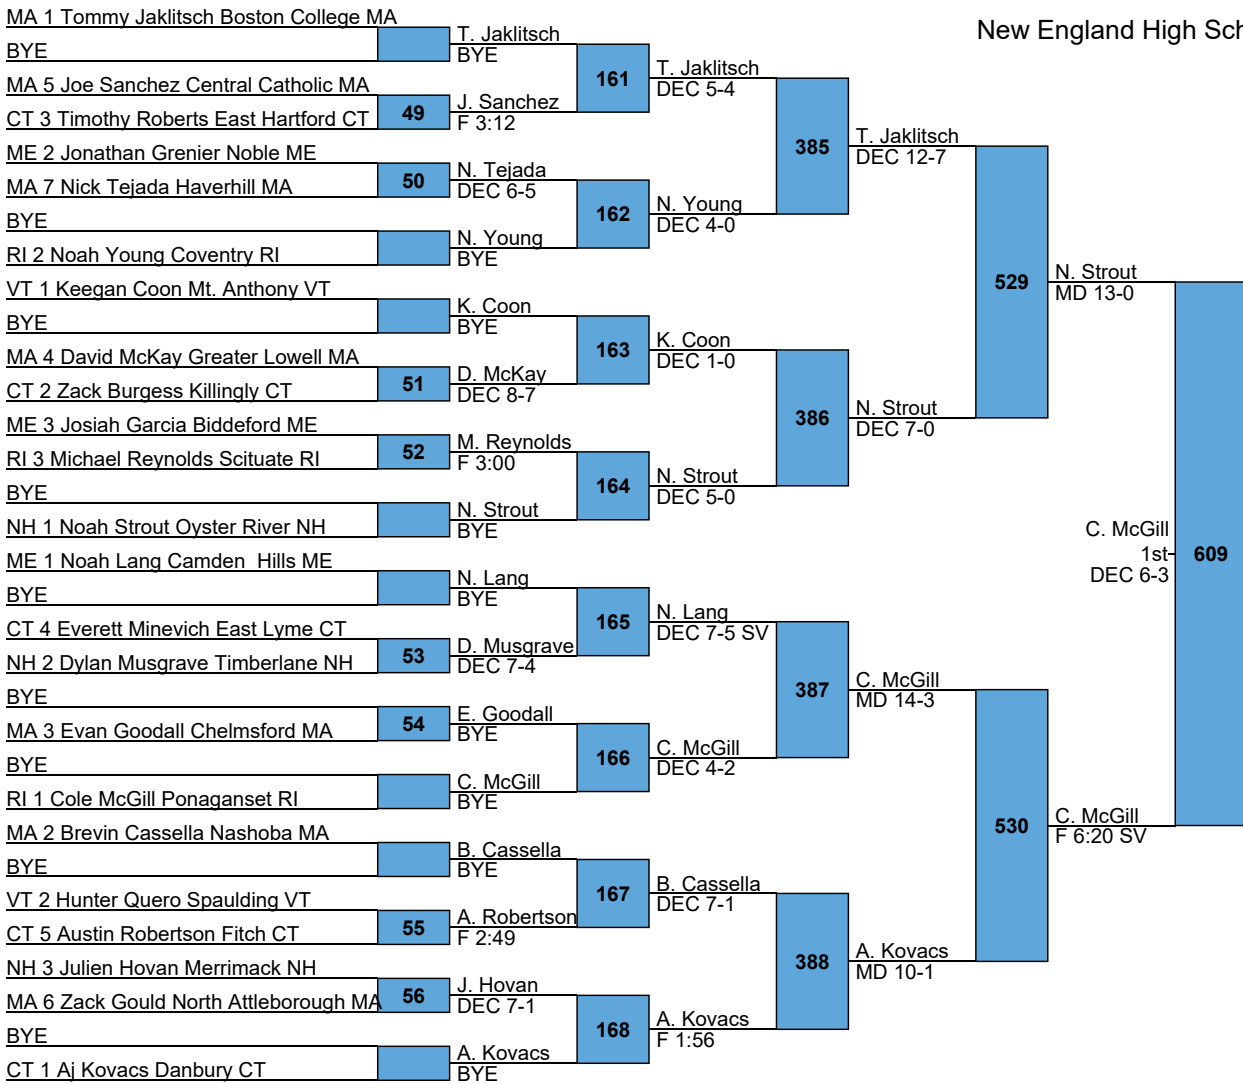 MA 1 Tommy Jaklitsch Boston College MA
New England High Sch
BYE
T. Jaklitsch
BYE
161
T. Jaklitsch
DEC 5-4
MA 5 Joe Sanchez Central Catholic MA
CT 3 Timothy Roberts East Hartford CT
49
J. Sanchez
F 3:12
385
T. Jaklitsch
DEC 12-7
ME 2 Jonathan Grenier Noble ME
MA 7 Nick Tejada Haverhill MA
50
N. Tejada
DEC 6-5
162
N. Young
DEC 4-0
BYE
RI 2 Noah Young Coventry RI
N. Young
BYE
529
N. Strout
MD 13-0
VT 1 Keegan Coon Mt. Anthony VT
BYE
K. Coon
BYE
163
K. Coon
DEC 1-0
MA 4 David McKay Greater Lowell MA
CT 2 Zack Burgess Killingly CT
51
D. McKay
DEC 8-7
386
N. Strout
DEC 7-0
ME 3 Josiah Garcia Biddeford ME
RI 3 Michael Reynolds Scituate RI
52
M. Reynolds
F 3:00
164
N. Strout
DEC 5-0
BYE
NH 1 Noah Strout Oyster River NH
N. Strout
BYE
C. McGill
1st
DEC 6-3
609
ME 1 Noah Lang Camden  Hills ME
BYE
N. Lang
BYE
165
N. Lang
DEC 7-5 SV
CT 4 Everett Minevich East Lyme CT
NH 2 Dylan Musgrave Timberlane NH
53
D. Musgrave
DEC 7-4
387
C. McGill
MD 14-3
BYE
MA 3 Evan Goodall Chelmsford MA
54
E. Goodall
BYE
166
C. McGill
DEC 4-2
BYE
RI 1 Cole McGill Ponaganset RI
C. McGill
BYE
530
C. McGill
F 6:20 SV
MA 2 Brevin Cassella Nashoba MA
BYE
B. Cassella
BYE
167
B. Cassella
DEC 7-1
VT 2 Hunter Quero Spaulding VT
CT 5 Austin Robertson Fitch CT
55
A. Robertson
F 2:49
388
A. Kovacs
MD 10-1
NH 3 Julien Hovan Merrimack NH
MA 6 Zack Gould North Attleborough MA
56
J. Hovan
DEC 7-1
168
A. Kovacs
F 1:56
BYE
CT 1 Aj Kovacs Danbury CT
A. Kovacs
BYE